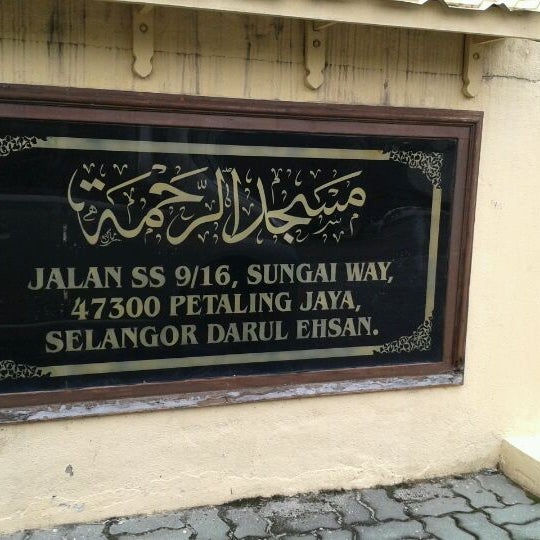 مسجد الرحمة
JALAN SS 9/16, SUNGAI WAY,
47300 PETALING JAYA,
SELANGOR DARUL EHSAN.